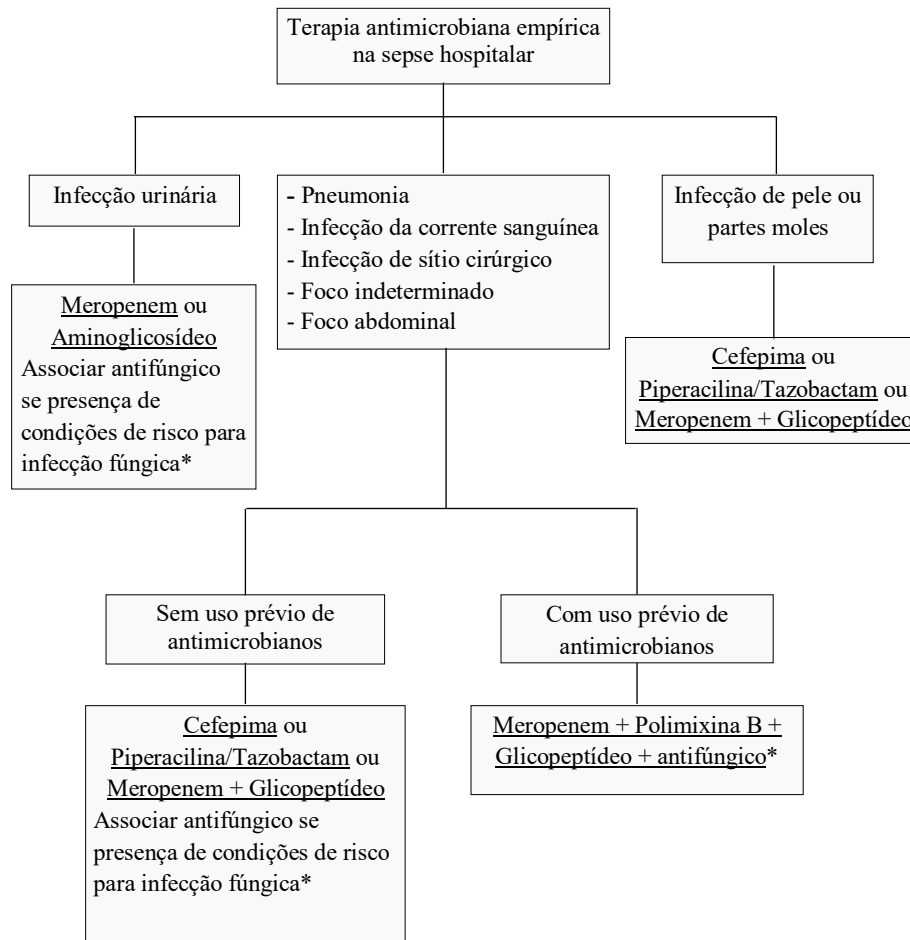 Terapia antimicrobiana empírica
na sepse hospitalar
Infecção urinária
- Pneumonia
- Infecção da corrente sanguínea
- Infecção de sítio cirúrgico
- Foco indeterminado
- Foco abdominal
Infecção de pele ou
partes moles
Meropenem ou
Aminoglicosídeo
Associar antifúngico
se presença de
condições de risco para
infecção fúngica*
Cefepima ou
Piperacilina/Tazobactam ou
Meropenem + Glicopeptídeo
Sem uso prévio de
antimicrobianos
Com uso prévio de
antimicrobianos
Cefepima ou
Piperacilina/Tazobactam ou
Meropenem + Glicopeptídeo
Associar antifúngico se
presença de condições de risco
para infecção fúngica*
Meropenem + Polimixina B +
Glicopeptídeo + antifúngico*